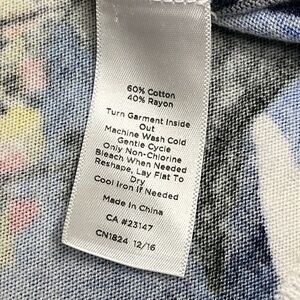 60% Cotton
40% Rayon
Turn Garment Inside
Out
Machine Wash Cold
Gentle Cycle
Only Non-Chlorine
Bleach When Needed
Reshape, Lay Flat To
Dry
Cool Iron If Needed
Made In China
CA #23147
CN1824 12/16